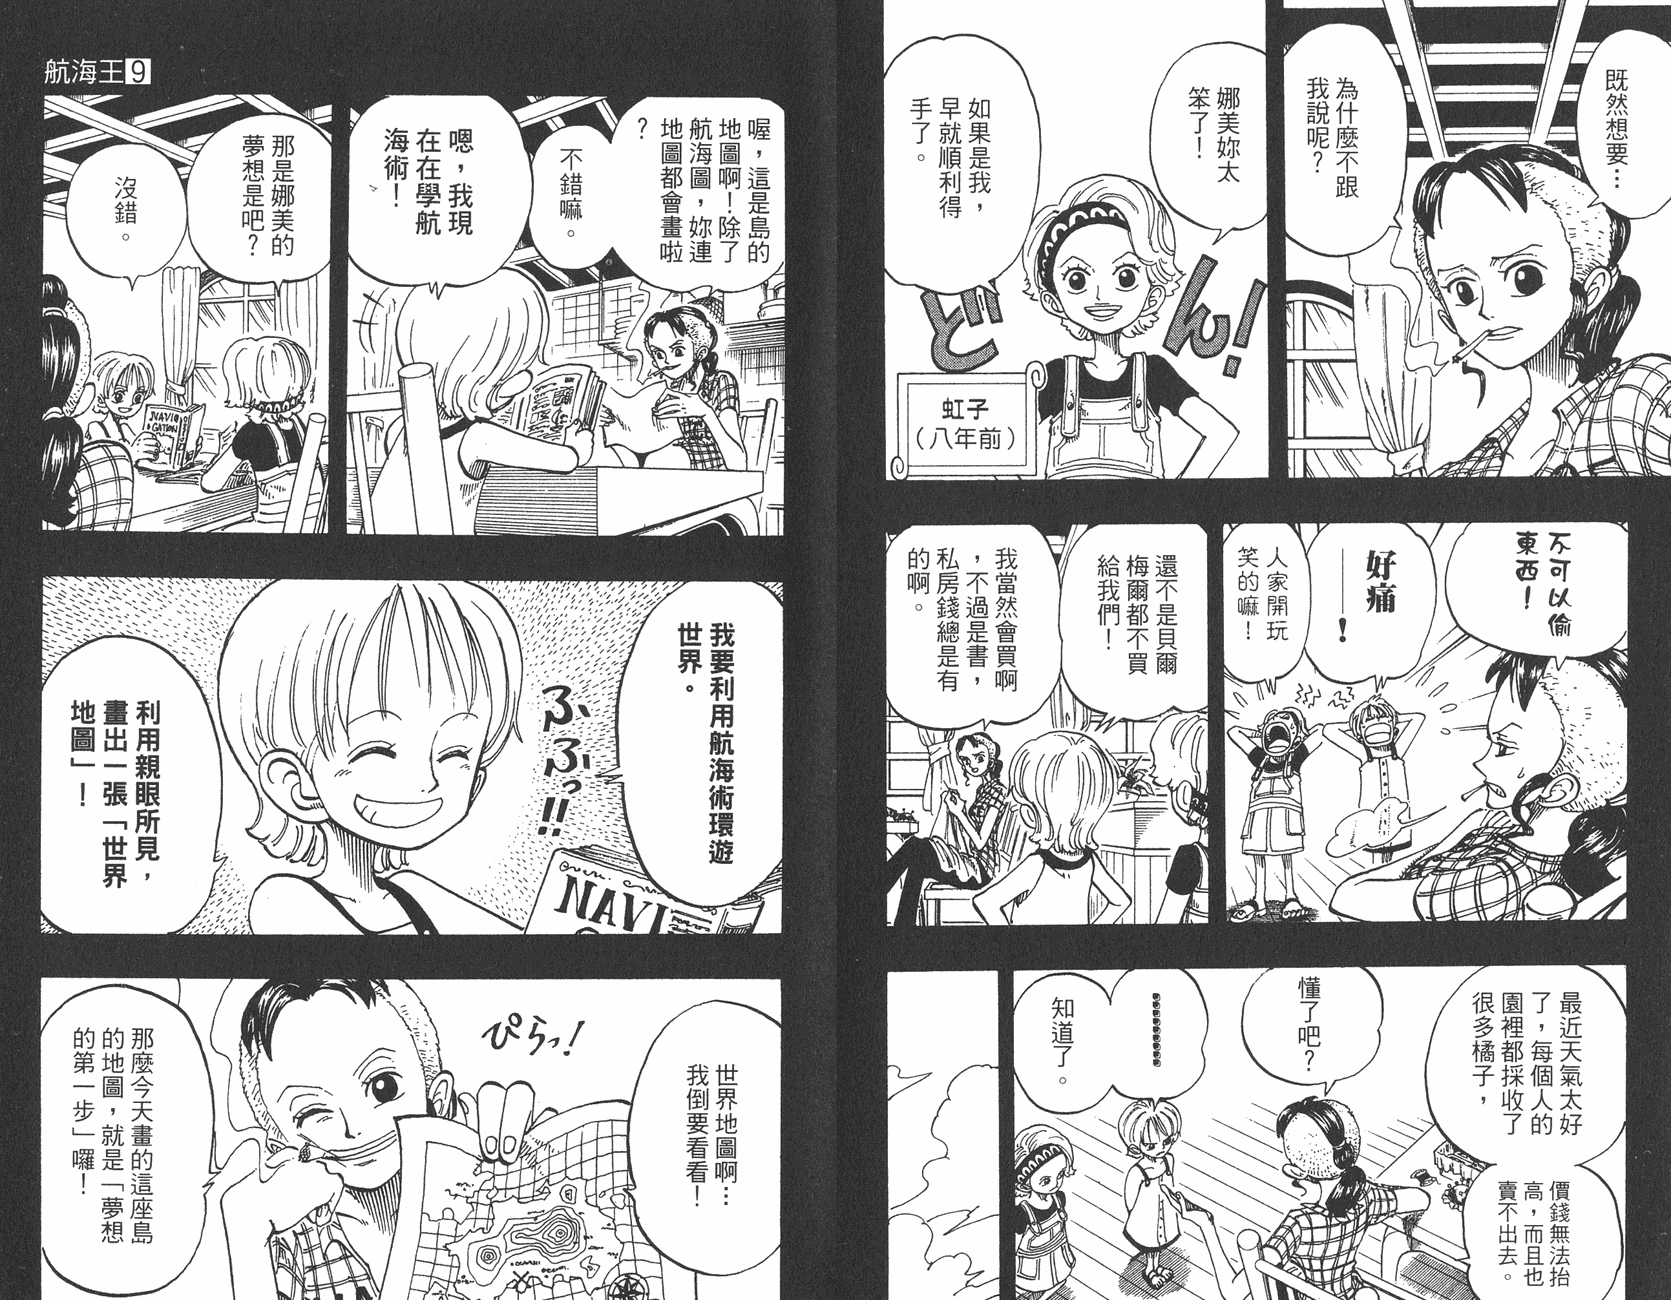 既然想要…
為什麼不跟
我說呢？
娜美妳太
笨了！
如果是我，
早就順利得
手了。
どん！
虹子
（八年前）
不可以偷
東西！
好痛
——！
人家開玩
笑的嘛！
還不是貝爾
梅爾都不買
給我們！
我當然會買啊
，不過是書，
私房錢總是有
的啊。
最近天氣太好
了，每個人的
園裡都採收了
很多橘子，
價錢無法抬
高，而且也
賣不出去。
懂了吧？
…………
知道了。
航海王9
喔，這是島的
地圖啊！除了
航海圖，妳連
地圖都會畫啦
？
不錯嘛。
嗯，我現
在在學航
海術！
那是娜美的
夢想是吧？
沒錯。
NAVI
GATION
我要利用航海術環遊
世界。
ふふっ!!
利用親眼所見，
畫出一張「世界
地圖」！
NAVI
世界地圖啊…
我倒要看看！
ぴらっ！
那麼今天畫的這座島
的地圖，就是「夢想
的第一步」囉！